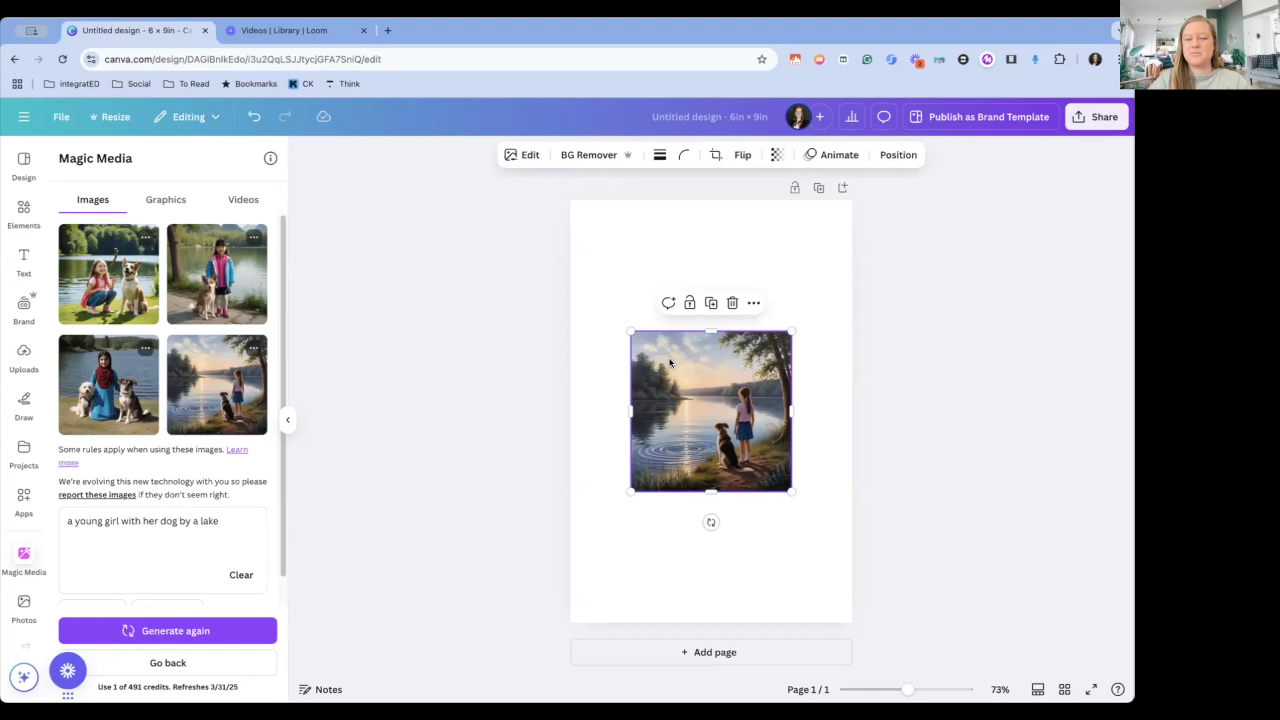 Untitled design - 6 × 9in - Ca
Videos | Library | Loom
canva.com/design/DAGiBnlkEdo/i3u2QqLSJJtycjGFA7SniQ/edit
2
integratED
Social
To Read
Bookmarks
CK
Think
File
Resize
Editing
Untitled design - 6in × 9in
Publish as Brand Template
Share
Magic Media
Edit
BG Remover
Flip
Animate
Position
Design
Elements
Text
Brand
Uploads
Draw
Projects
Apps
Magic Media
Photos
Images
Graphics
Videos
Some rules apply when using these images. Learn
more
We're evolving this new technology with you so please
report these images if they don't seem right.
a young girl with her dog by a lake
Clear
Generate again
Go back
Use 1 of 491 credits. Refreshes 3/31/25
+ Add page
Notes
Page 1 / 1
73%